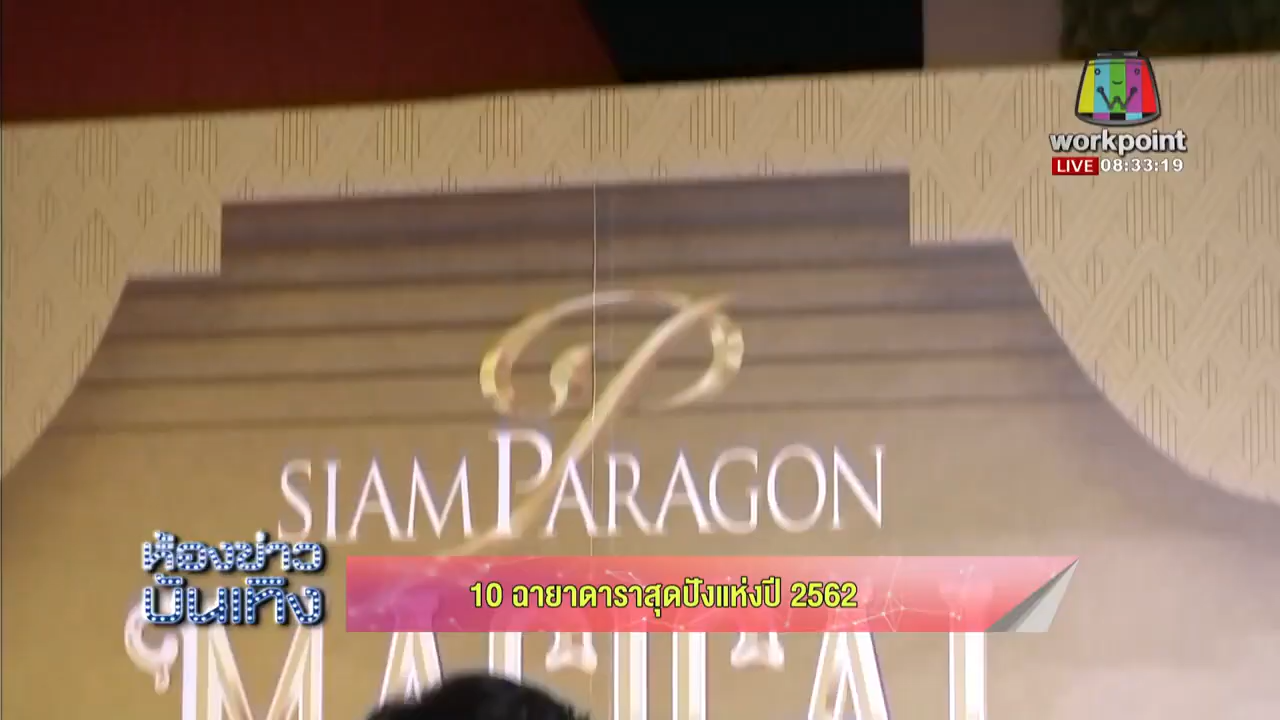 workpoint
LIVE 08:33:19
SIAM PARAGON
ห้องข่าว
บันเทิง
10 ฉายาดาราสุดปังแห่งปี 2562